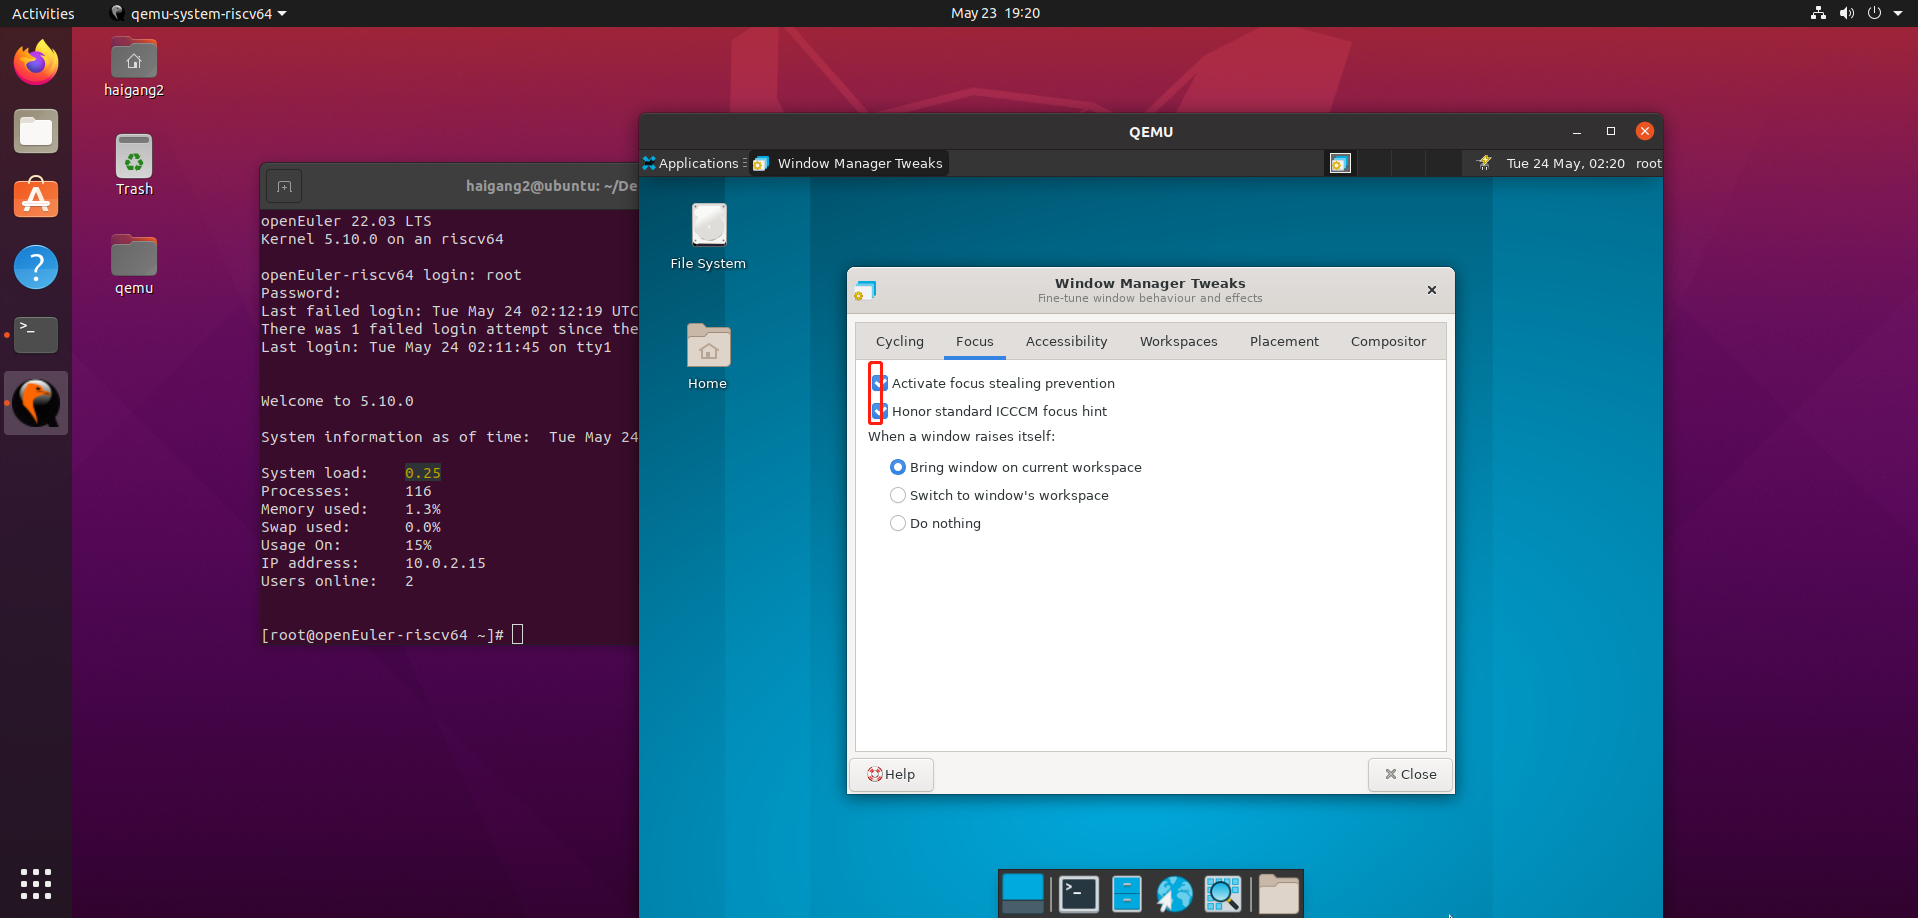 Activities
qemu-system-riscv64
May 23 19:20
haigang2
Trash
qemu
haigang2@ubuntu: ~/De
openEuler 22.03 LTS
Kernel 5.10.0 on an riscv64
openEuler-riscv64 login: root
Password:
Last failed login: Tue May 24 02:12:19 UTC
There was 1 failed login attempt since the
Last login: Tue May 24 02:11:45 on tty1
Welcome to 5.10.0
System information as of time: Tue May 24
System load: 0.25
Processes: 116
Memory used: 1.3%
Swap used: 0.0%
Usage On: 15%
IP address: 10.0.2.15
Users online: 2
[root@openEuler-riscv64 ~]#
QEMU
Applications
Window Manager Tweaks
Tue 24 May, 02:20
root
File System
Home
Window Manager Tweaks
Fine-tune window behaviour and effects
Cycling
Focus
Accessibility
Workspaces
Placement
Compositor
Activate focus stealing prevention
Honor standard ICCCM focus hint
When a window raises itself:
Bring window on current workspace
Switch to window's workspace
Do nothing
Help
Close